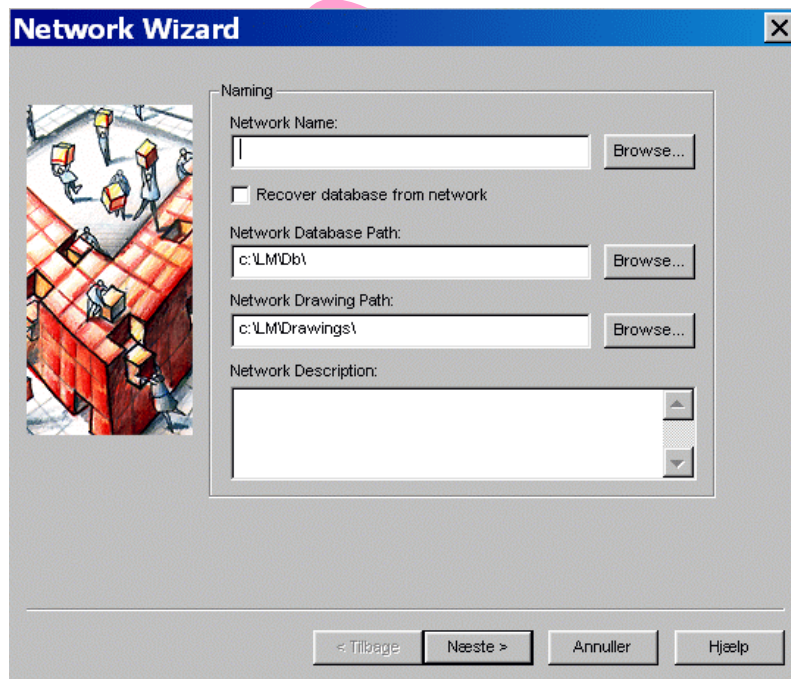 Network Wizard
Naming
Network Name:
Browse...
Recover database from network
Network Database Path:
c:\LM\Db\
Browse...
Network Drawing Path:
c:\LM\Drawings\
Browse...
Network Description:
< Tilbage
Næste >
Annuller
Hjælp